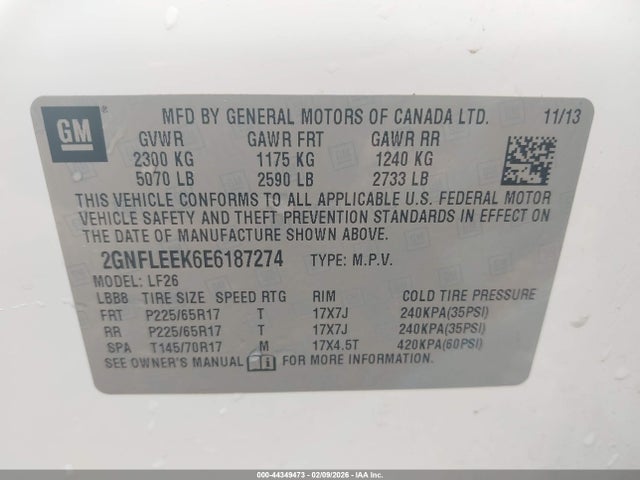 GM ®
MFD BY GENERAL MOTORS OF CANADA LTD. 11/13
GVWR GAWR FRT GAWR RR
2300 KG 1175 KG 1240 KG
5070 LB 2590 LB 2733 LB
THIS VEHICLE CONFORMS TO ALL APPLICABLE U.S. FEDERAL MOTOR
VEHICLE SAFETY AND THEFT PREVENTION STANDARDS IN EFFECT ON
THE DATE OF MANUFACTURE SHOWN ABOVE.
2GNFLEEK6E6187274 TYPE: M.P.V.
MODEL: LF26
LBBB TIRE SIZE SPEED RTG RIM COLD TIRE PRESSURE
FRT P225/65R17 T 17X7J 240KPA(35PSI)
RR P225/65R17 T 17X7J 240KPA(35PSI)
SPA T145/70R17 M 17X4.5T 420KPA(60PSI)
SEE OWNER'S MANUAL FOR MORE INFORMATION.
000-44349473 - 02/09/2026 - IAAI.COM